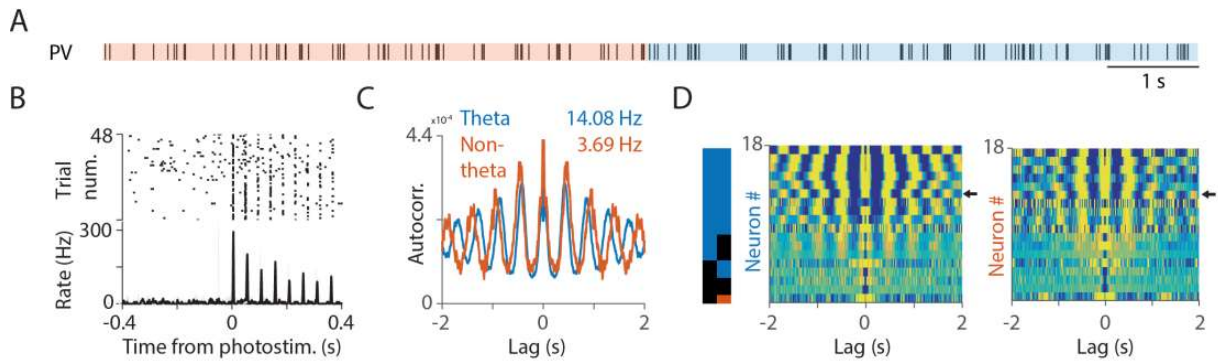 A
PV
1 s
B
48
Trial
num.
300
Rate (Hz)
0
-0.4
0
0.4
Time from photostim. (s)
C
x10⁻⁴
Theta
14.08 Hz
Non-
theta
3.69 Hz
4.4
Autocorr.
0
-2
0
2
Lag (s)
D
18
Neuron #
-2
0
2
Lag (s)
18
Neuron #
-2
0
2
Lag (s)